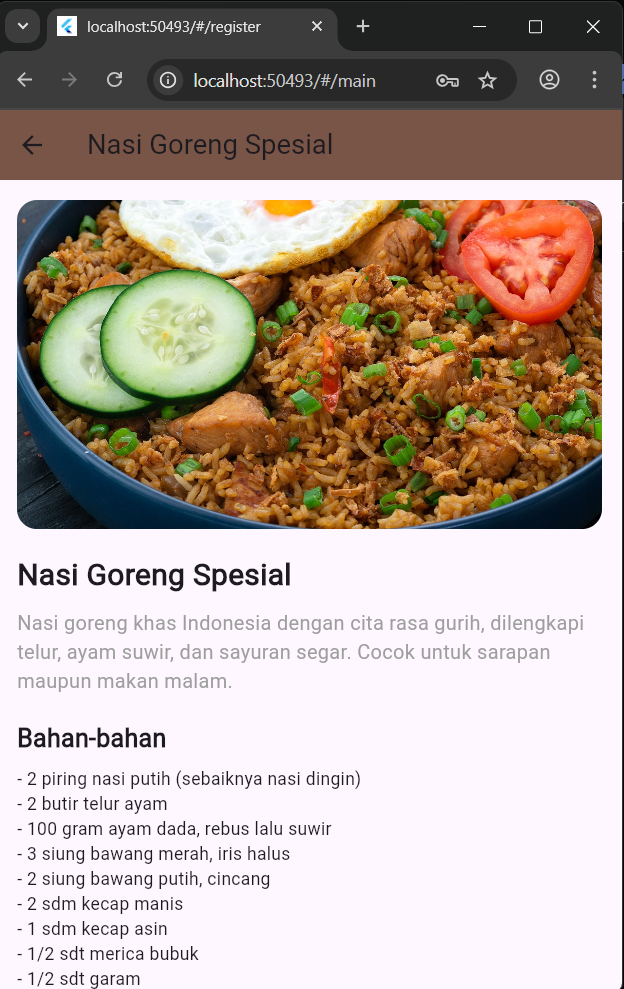 localhost:50493/#/register
localhost:50493/#/main
Nasi Goreng Spesial
Nasi Goreng Spesial
Nasi goreng khas Indonesia dengan cita rasa gurih, dilengkapi
telur, ayam suwir, dan sayuran segar. Cocok untuk sarapan
maupun makan malam.
Bahan-bahan
- 2 piring nasi putih (sebaiknya nasi dingin)
- 2 butir telur ayam
- 100 gram ayam dada, rebus lalu suwir
- 3 siung bawang merah, iris halus
- 2 siung bawang putih, cincang
- 2 sdm kecap manis
- 1 sdm kecap asin
- 1/2 sdt merica bubuk
- 1/2 sdt garam